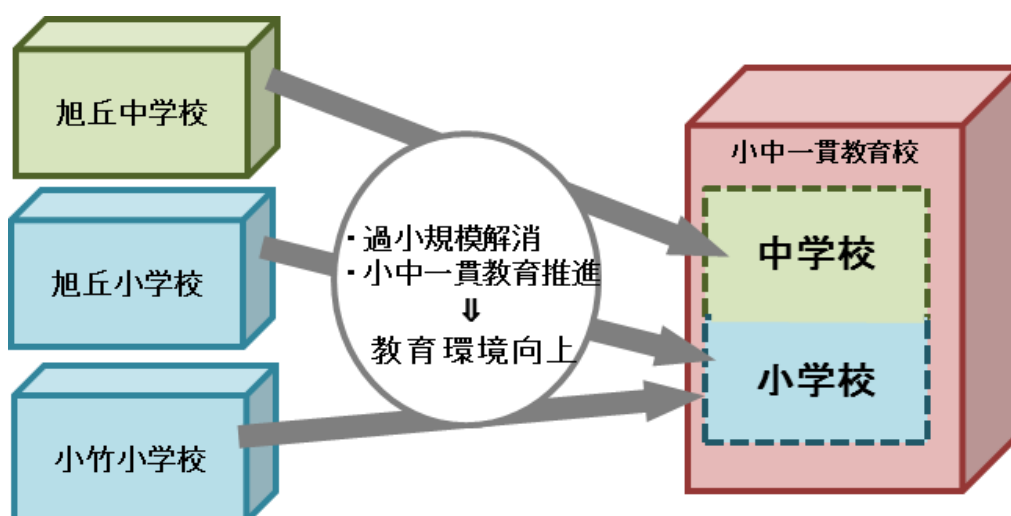 旭丘中学校
旭丘小学校
小竹小学校
・過小規模解消
・小中一貫教育推進
⇓
教育環境向上
小中一貫教育校
中学校
小学校